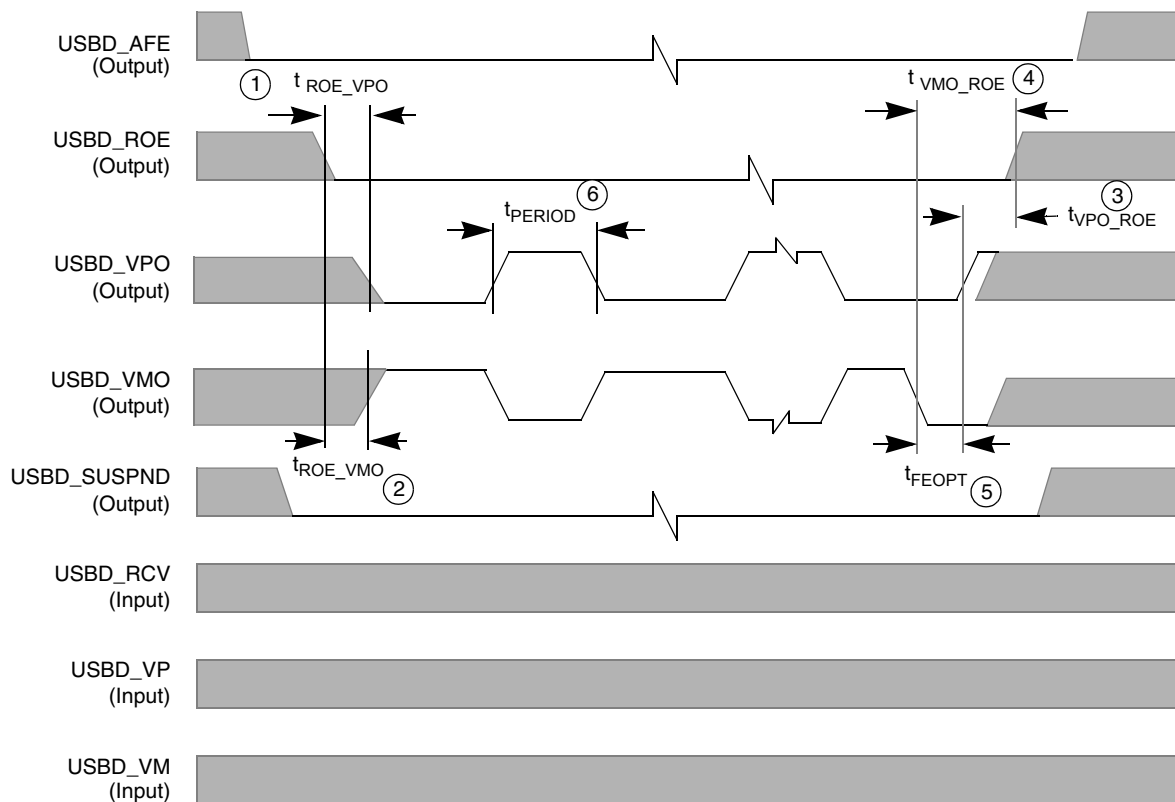 USBD_AFE
(Output)
1
t ROE_VPO
t VMO_ROE
4
USBD_ROE
(Output)
6
tPERIOD
3
tVPO_ROE
USBD_VPO
(Output)
USBD_VMO
(Output)
tROE_VMO
2
tFEOPT
5
USBD_SUSPND
(Output)
USBD_RCV
(Input)
USBD_VP
(Input)
USBD_VM
(Input)